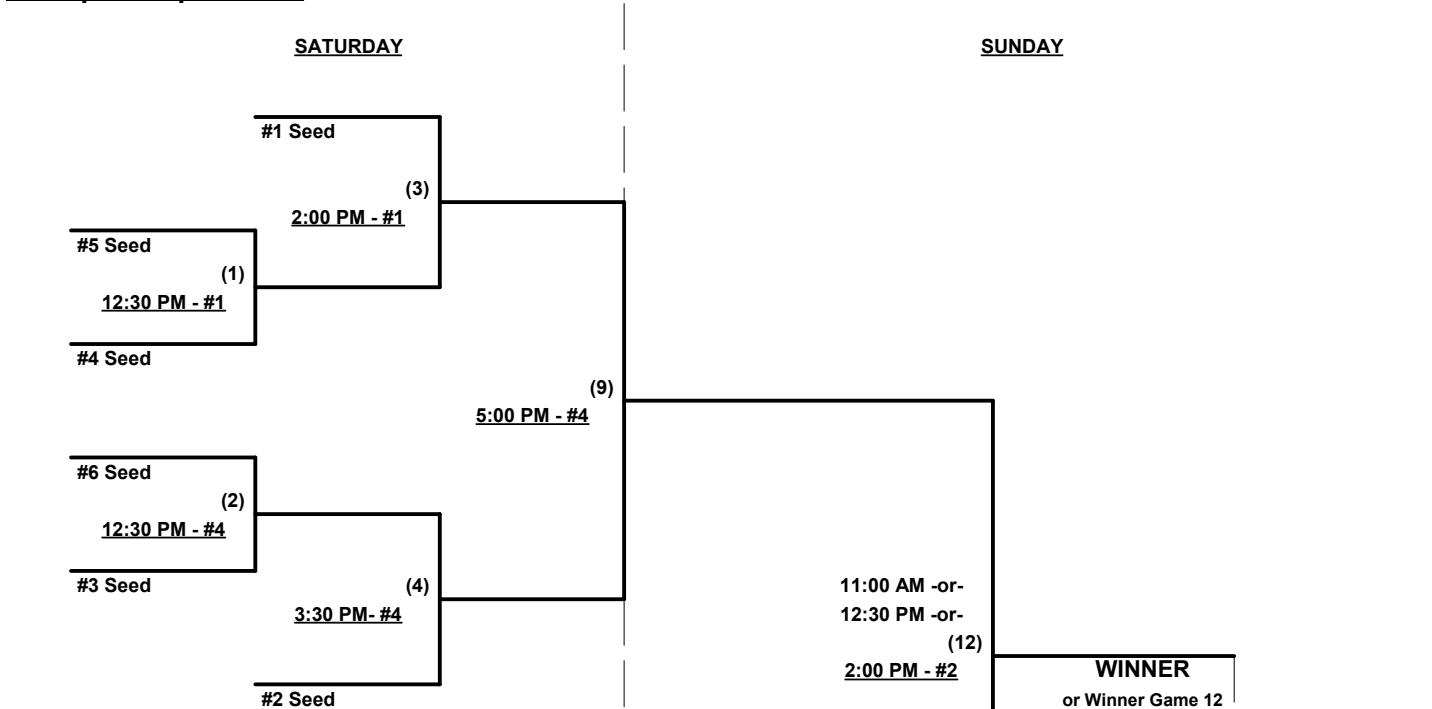 SATURDAY
SUNDAY
#1 Seed
(3)
2:00 PM - #1
#5 Seed
(1)
12:30 PM - #1
#4 Seed
(9)
5:00 PM - #4
#6 Seed
(2)
12:30 PM - #4
#3 Seed
(4)
3:30 PM- #4
11:00 AM -or-
12:30 PM -or-
(12)
2:00 PM - #2
WINNER
#2 Seed
or Winner Game 12